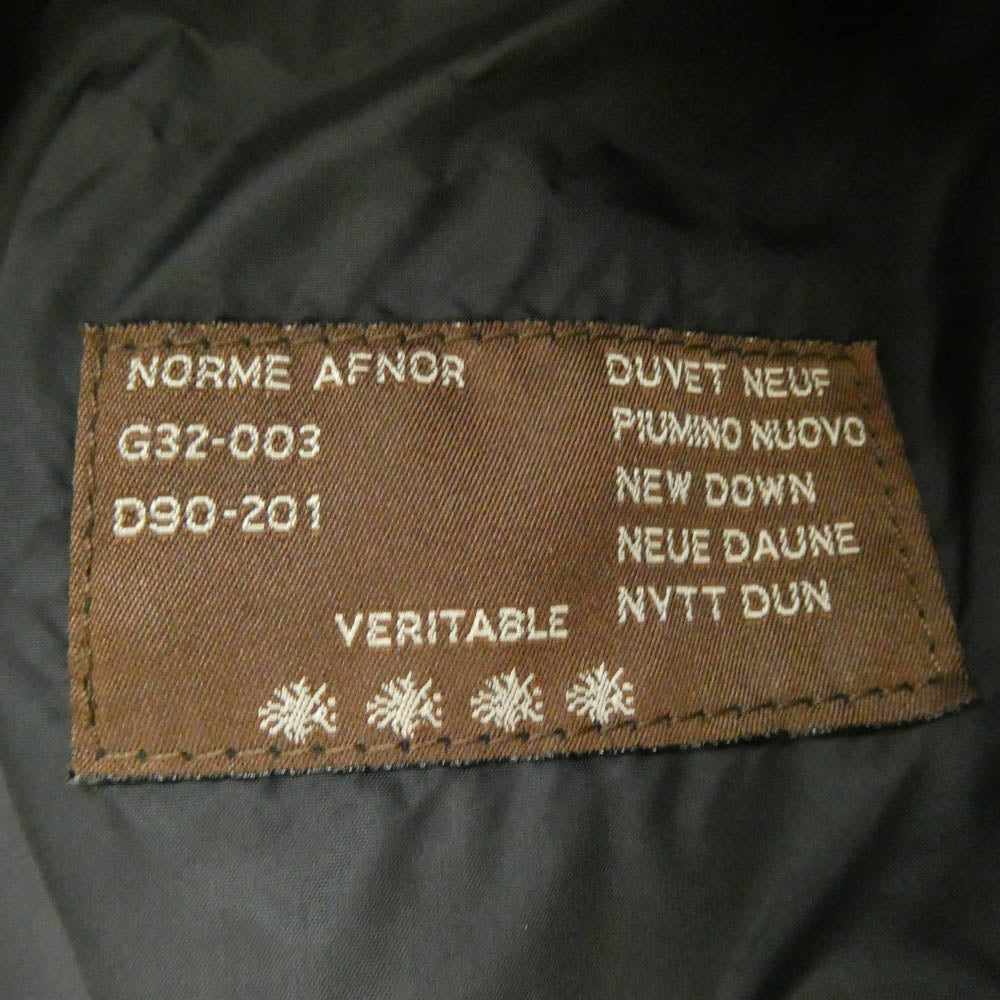 NORME AFNOR
G32-003
D90-201
DUVET NEUF
PIUMINO NUOVO
NEW DOWN
NEUE DAUNE
NYTT DUN
VERITABLE